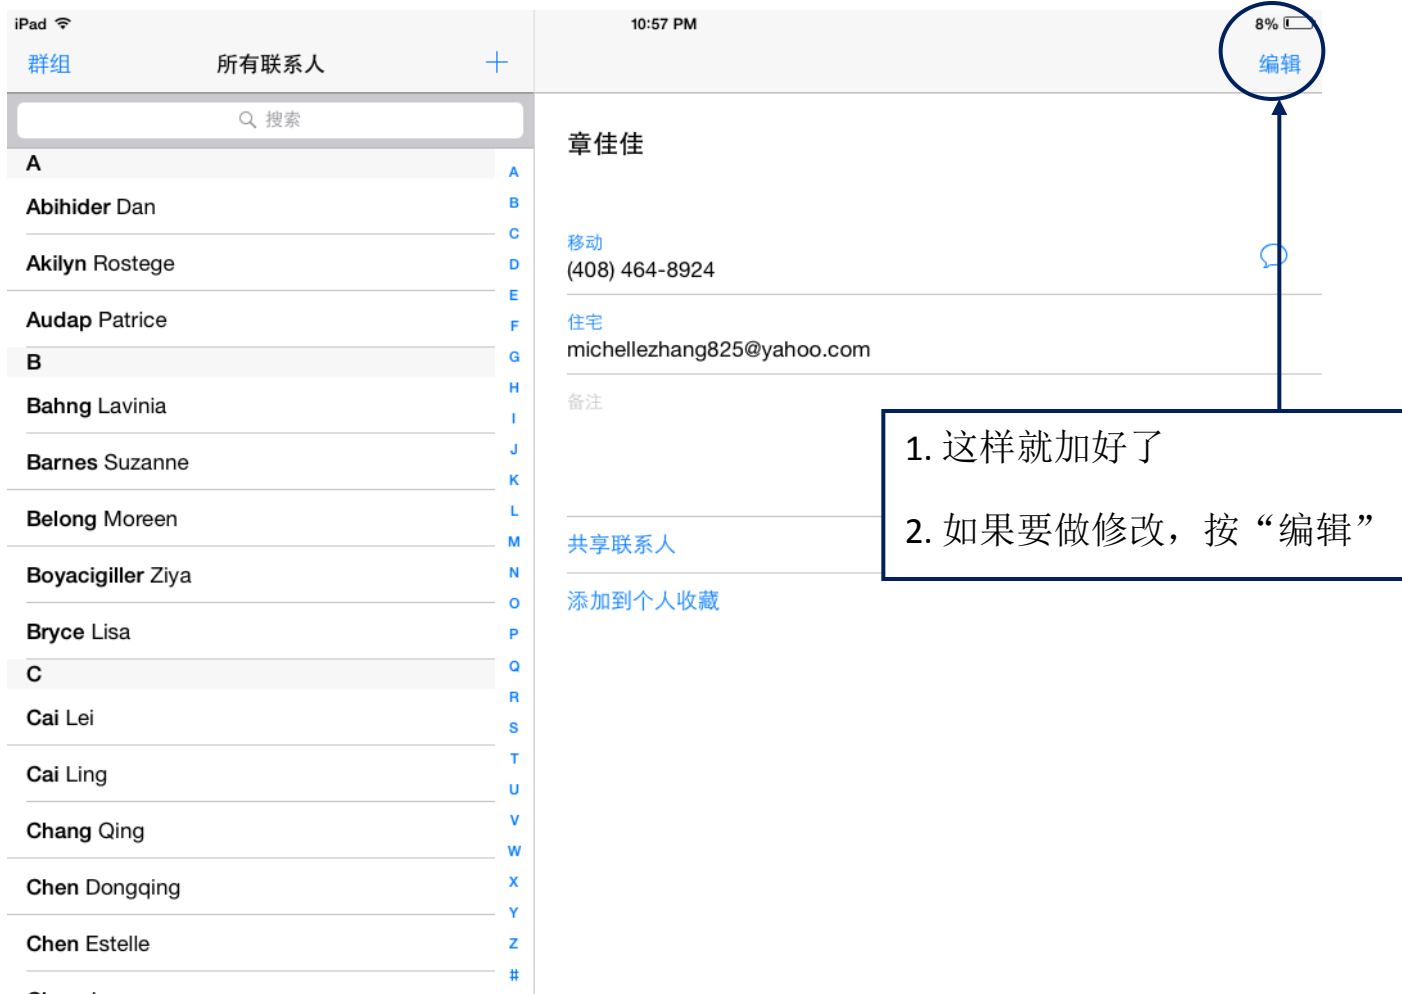 iPad
10:57 PM
8%
群组
所有联系人
+
编辑
搜索
A
Abihider Dan
Akilyn Rostege
Audap Patrice
B
Bahng Lavinia
Barnes Suzanne
Belong Moreen
Boyacigiller Ziya
Bryce Lisa
C
Cai Lei
Cai Ling
Chang Qing
Chen Dongqing
Chen Estelle
A
B
C
D
E
F
G
H
I
J
K
L
M
N
O
P
Q
R
S
T
U
V
W
X
Y
Z
#
章佳佳
移动
(408) 464-8924
住宅
michellezhang825@yahoo.com
备注
共享联系人
添加到个人收藏
1. 这样就加好了
2. 如果要做修改，按“编辑”